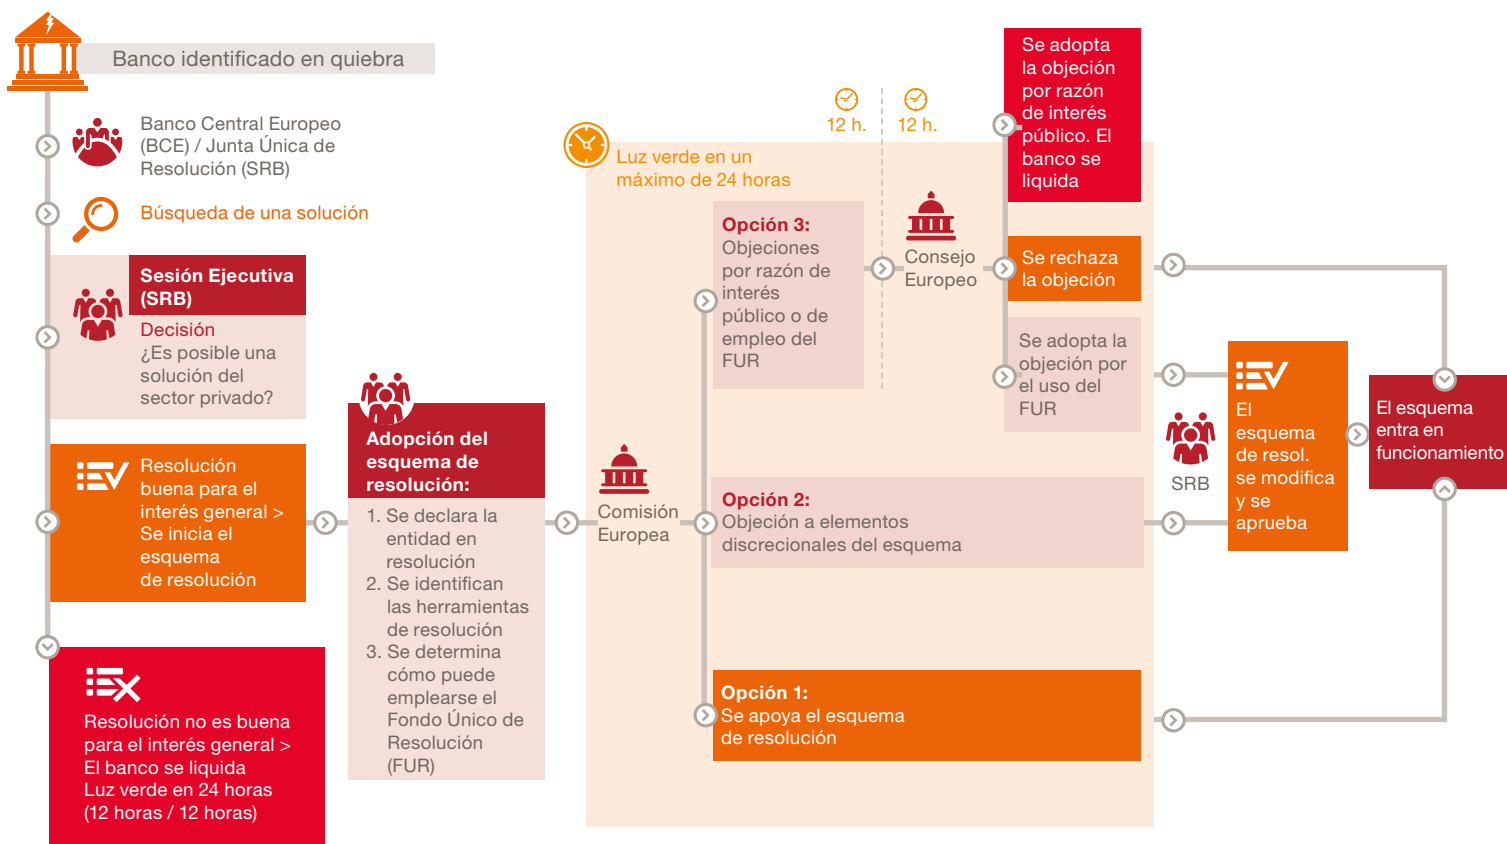 Banco identificado en quiebra
Banco Central Europeo
(BCE) / Junta Única de
Resolución (SRB)
Búsqueda de una solución
Sesión Ejecutiva
(SRB)
Decisión
¿Es posible una
solución del
sector privado?
Resolución
buena para el
interés general >
Se inicia el
esquema
de resolución
Resolución no es buena
para el interés general >
El banco se liquida
Luz verde en 24 horas
(12 horas / 12 horas)
Adopción del
esquema de
resolución:
1. Se declara la
entidad en
resolución
2. Se identifican
las herramientas
de resolución
3. Se determina
cómo puede
emplearse el
Fondo Único de
Resolución
(FUR)
Comisión
Europea
Luz verde en un
máximo de 24 horas
12 h.
12 h.
Opción 3:
Objeciones
por razón de
interés
público o de
empleo del
FUR
Consejo
Europeo
Se adopta
la objeción
por razón
de interés
público. El
banco se
liquida
Se rechaza
la objeción
Se adopta la
objeción por
el uso del
FUR
Opción 2:
Objeción a elementos
discrecionales del esquema
Opción 1:
Se apoya el esquema
de resolución
SRB
El
esquema
de resol.
se modifica
y se
aprueba
El esquema
entra en
funcionamiento